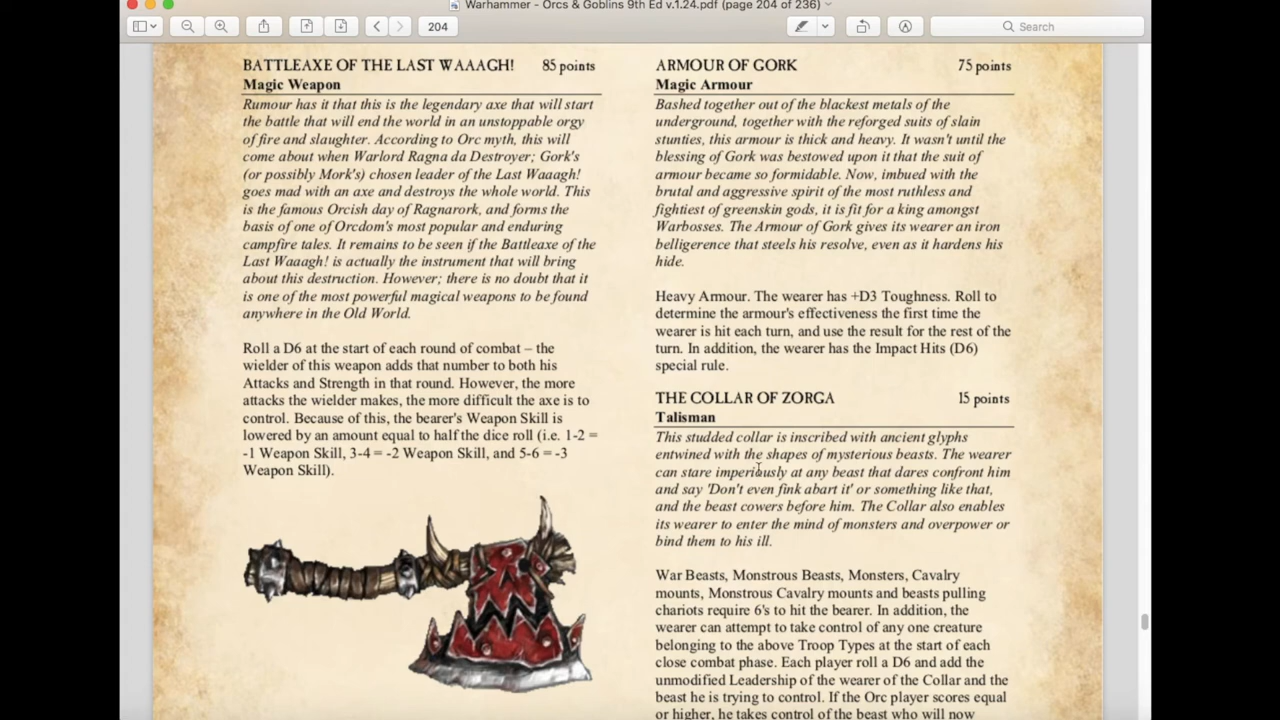 Warhammer - Orcs & Goblins 9th Ed v.1.24.pdf (page 204 of 236)
204
Search
BATTLEAXE OF THE LAST WAAAGH! 85 points
Magic Weapon
Rumour has it that this is the legendary axe that will start
the battle that will end the world in an unstoppable orgy
of fire and slaughter. According to Orc myth, this will
come about when Warlord Ragna da Destroyer; Gork's
(or possibly Mork's) chosen leader of the Last Waaagh!
goes mad with an axe and destroys the whole world. This
is the famous Orcish day of Ragnarork, and forms the
basis of one of Orcdom's most popular and enduring
campfire tales. It remains to be seen if the Battleaxe of the
Last Waaagh! is actually the instrument that will bring
about this destruction. However; there is no doubt that it
is one of the most powerful magical weapons to be found
anywhere in the Old World.
Roll a D6 at the start of each round of combat – the
wielder of this weapon adds that number to both his
Attacks and Strength in that round. However, the more
attacks the wielder makes, the more difficult the axe is to
control. Because of this, the bearer's Weapon Skill is
lowered by an amount equal to half the dice roll (i.e. 1-2 =
-1 Weapon Skill, 3-4 = -2 Weapon Skill, and 5-6 = -3
Weapon Skill).
ARMOUR OF GORK 75 points
Magic Armour
Bashed together out of the blackest metals of the
underground, together with the reforged suits of slain
stunties, this armour is thick and heavy. It wasn't until the
blessing of Gork was bestowed upon it that the suit of
armour became so formidable. Now, imbued with the
brutal and aggressive spirit of the most ruthless and
fightiest of greenskin gods, it is fit for a king amongst
Warbosses. The Armour of Gork gives its wearer an iron
belligerence that steels his resolve, even as it hardens his
hide.
Heavy Armour. The wearer has +D3 Toughness. Roll to
determine the armour's effectiveness the first time the
wearer is hit each turn, and use the result for the rest of the
turn. In addition, the wearer has the Impact Hits (D6)
special rule.
THE COLLAR OF ZORGA 15 points
Talisman
This studded collar is inscribed with ancient glyphs
entwined with the shapes of mysterious beasts. The wearer
can stare imperiously at any beast that dares confront him
and say 'Don't even fink abart it' or something like that,
and the beast cowers before him. The Collar also enables
its wearer to enter the mind of monsters and overpower or
bind them to his ill.
War Beasts, Monstrous Beasts, Monsters, Cavalry
mounts, Monstrous Cavalry mounts and beasts pulling
chariots require 6's to hit the bearer. In addition, the
wearer can attempt to take control of any one creature
belonging to the above Troop Types at the start of each
close combat phase. Each player roll a D6 and add the
unmodified Leadership of the wearer of the Collar and the
beast he is trying to control. If the Orc player scores equal
or higher, he takes control of the beast who will now